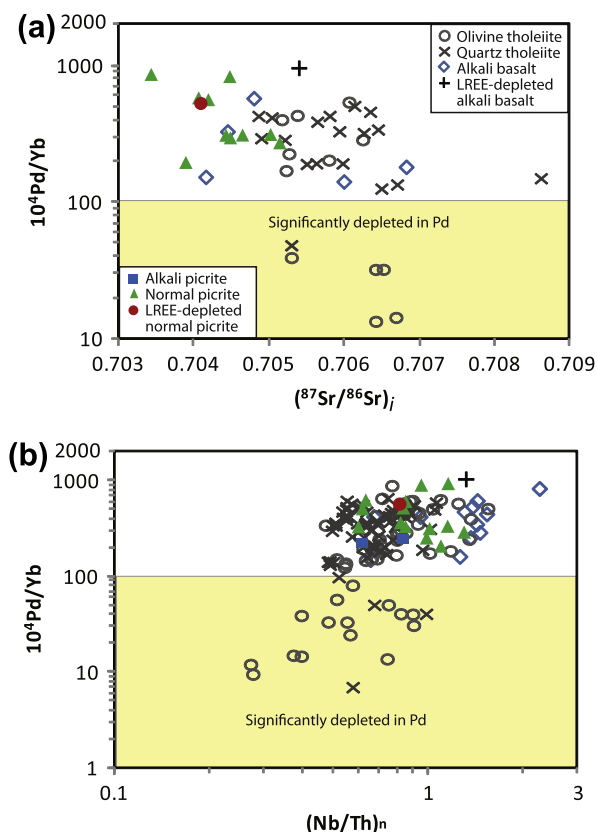 (a)
2000
1000
100
10
10⁴Pd/Yb
Olivine tholeiite
Quartz tholeiite
Alkali basalt
LREE-depleted
alkali basalt
Significantly depleted in Pd
Alkali picrite
Normal picrite
LREE-depleted
normal picrite
0.703 0.704 0.705 0.706 0.707 0.708 0.709
(⁸⁷Sr/⁸⁶Sr)i
(b)
2000
1000
100
10
1
10⁴Pd/Yb
Significantly depleted in Pd
0.1 1 3
(Nb/Th)n